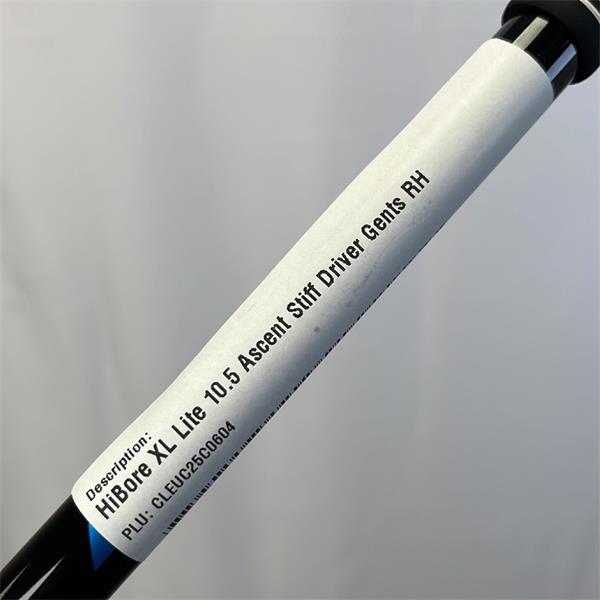 Description:
HiBore XL Lite 10.5 Ascent Stiff Driver Gents RH
PLU: CLEUC25C0604